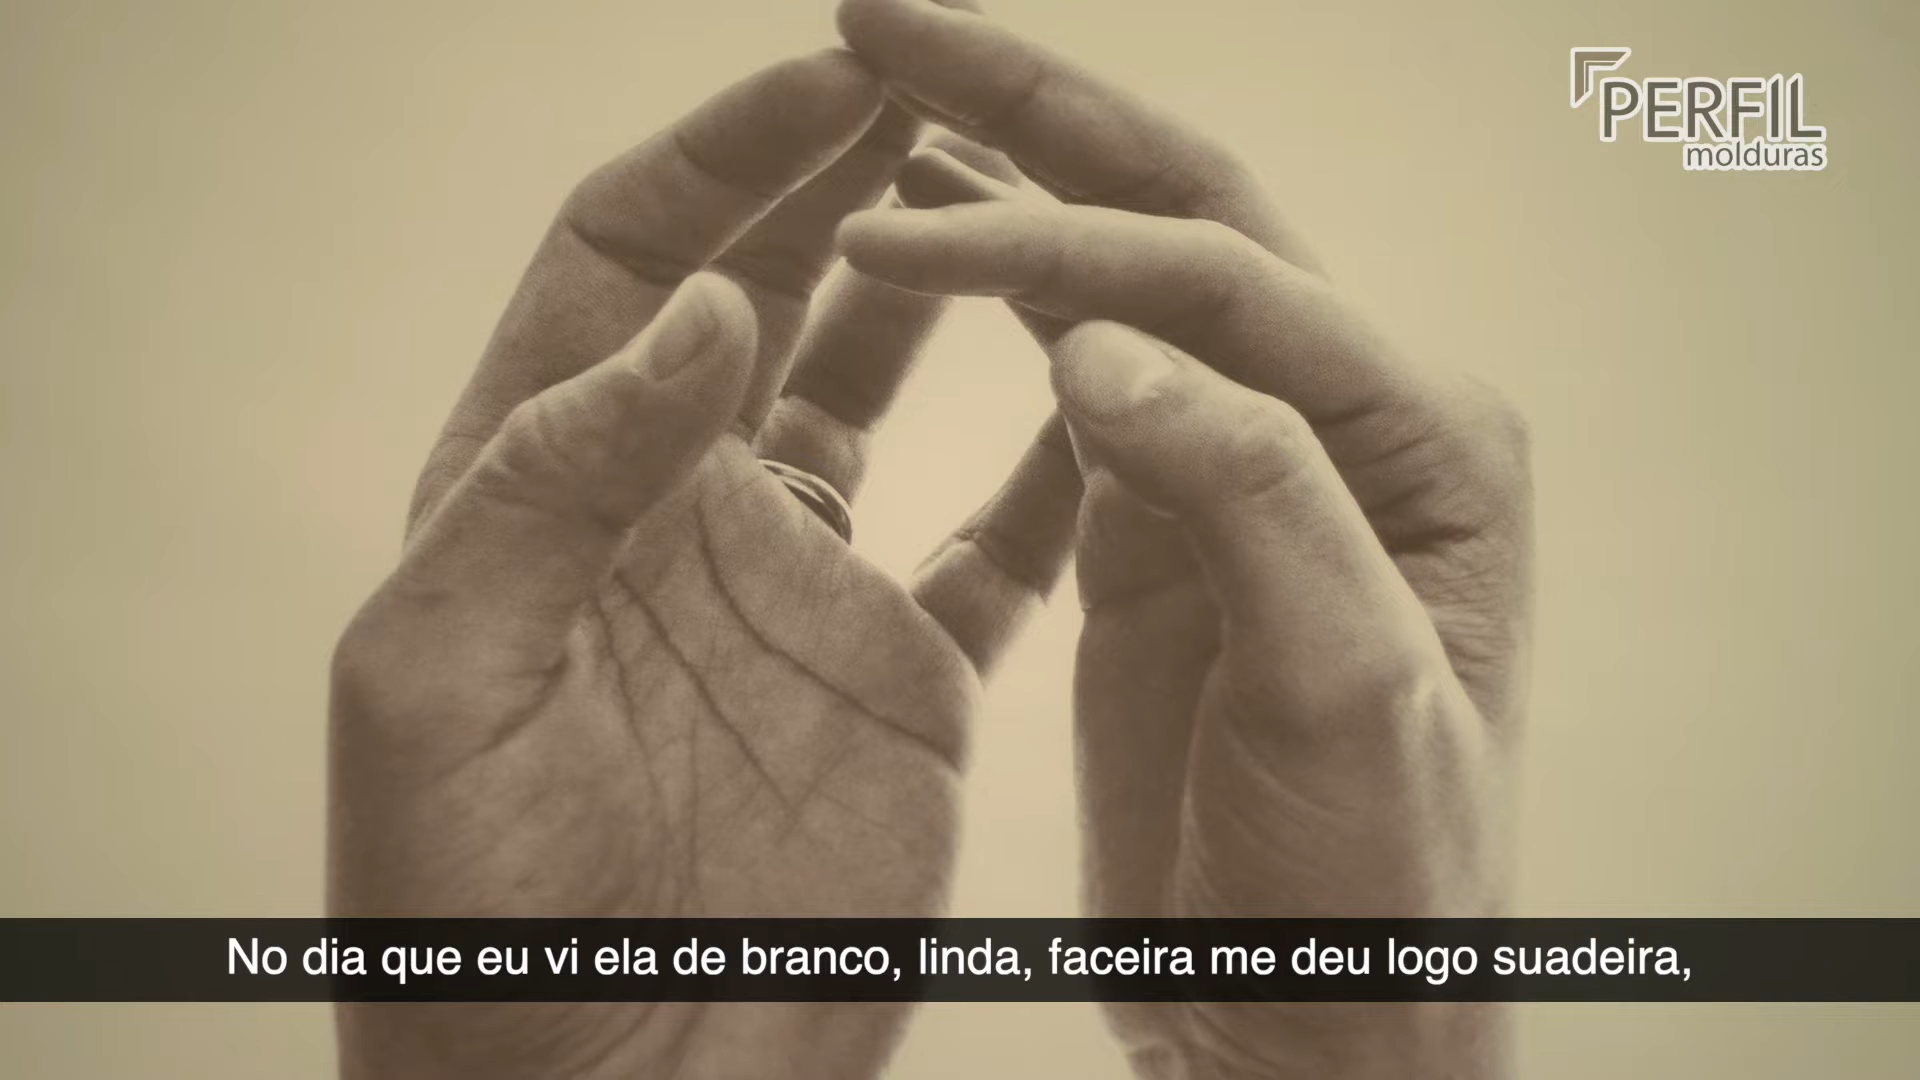 PERFIL
molduras
No dia que eu vi ela de branco, linda, faceira me deu logo suadeira,